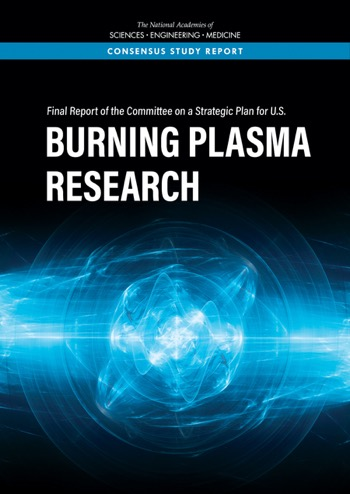 The National Academies of
SCIENCES • ENGINEERING • MEDICINE
CONSENSUS STUDY REPORT
Final Report of the Committee on a Strategic Plan for U.S.
BURNING PLASMA
RESEARCH